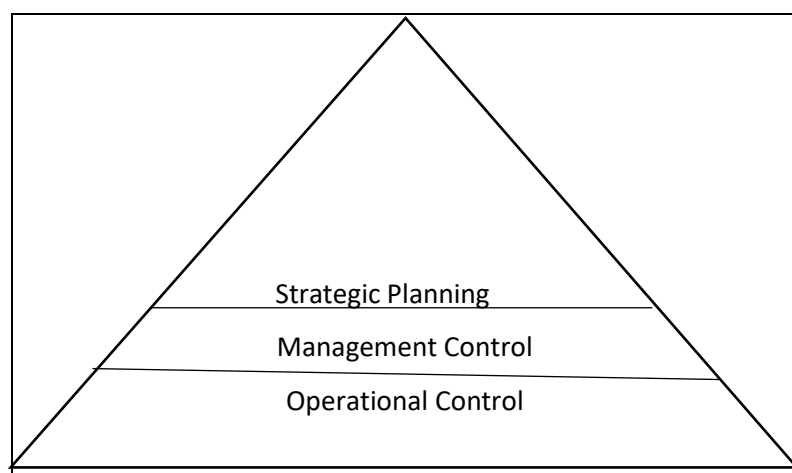 Strategic Planning
Management Control
Operational Control